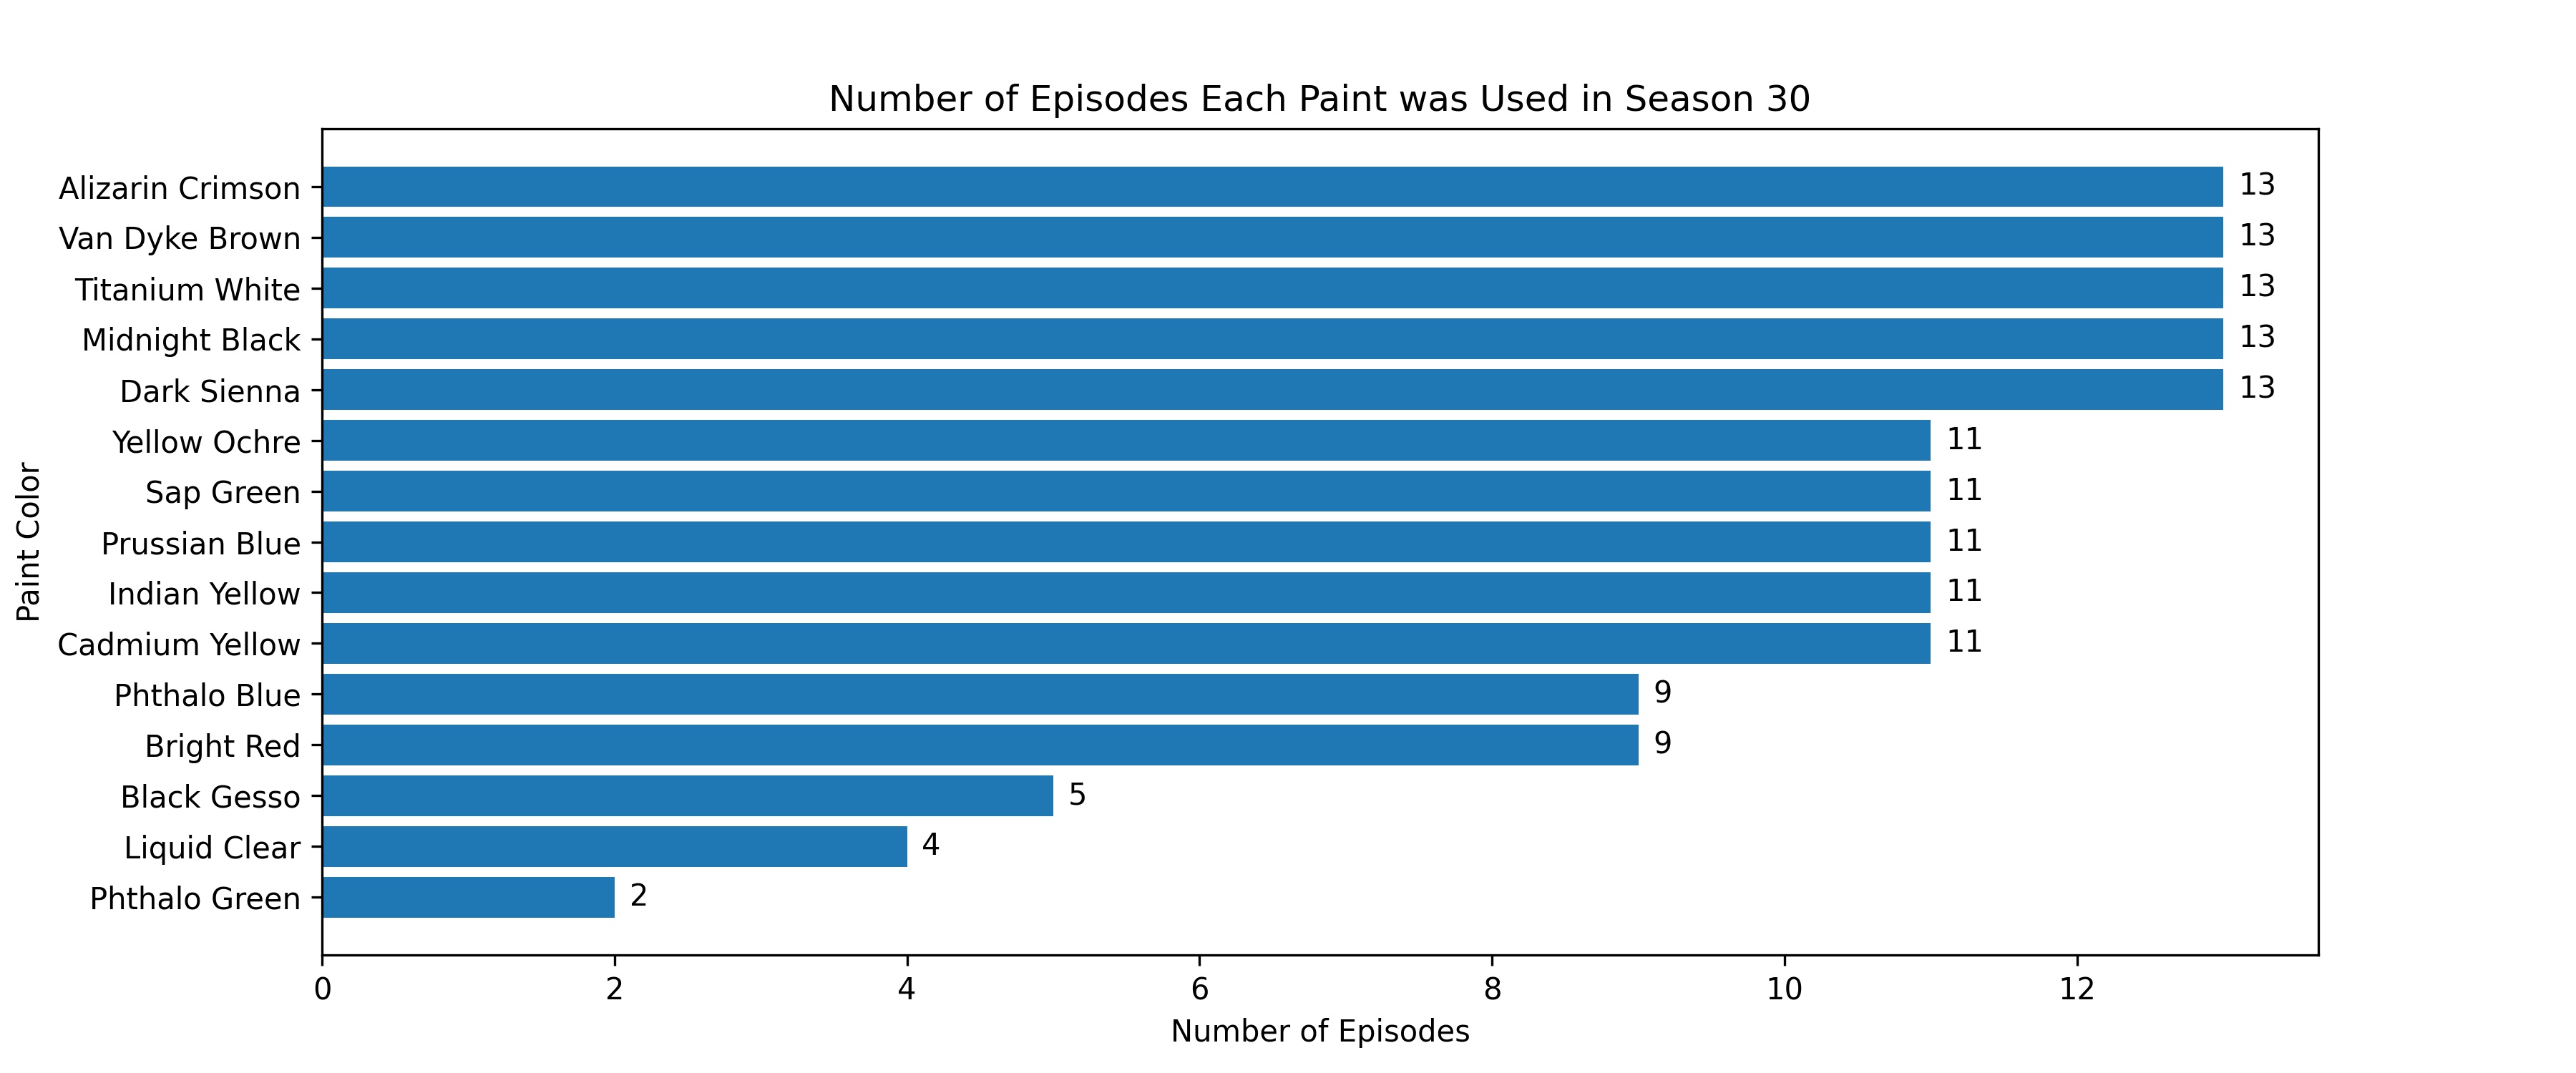 Number of Episodes Each Paint was Used in Season 30
Paint Color
Alizarin Crimson 13
Van Dyke Brown 13
Titanium White 13
Midnight Black 13
Dark Sienna 13
Yellow Ochre 11
Sap Green 11
Prussian Blue 11
Indian Yellow 11
Cadmium Yellow 11
Phthalo Blue 9
Bright Red 9
Black Gesso 5
Liquid Clear 4
Phthalo Green 2
0 2 4 6 8 10 12
Number of Episodes